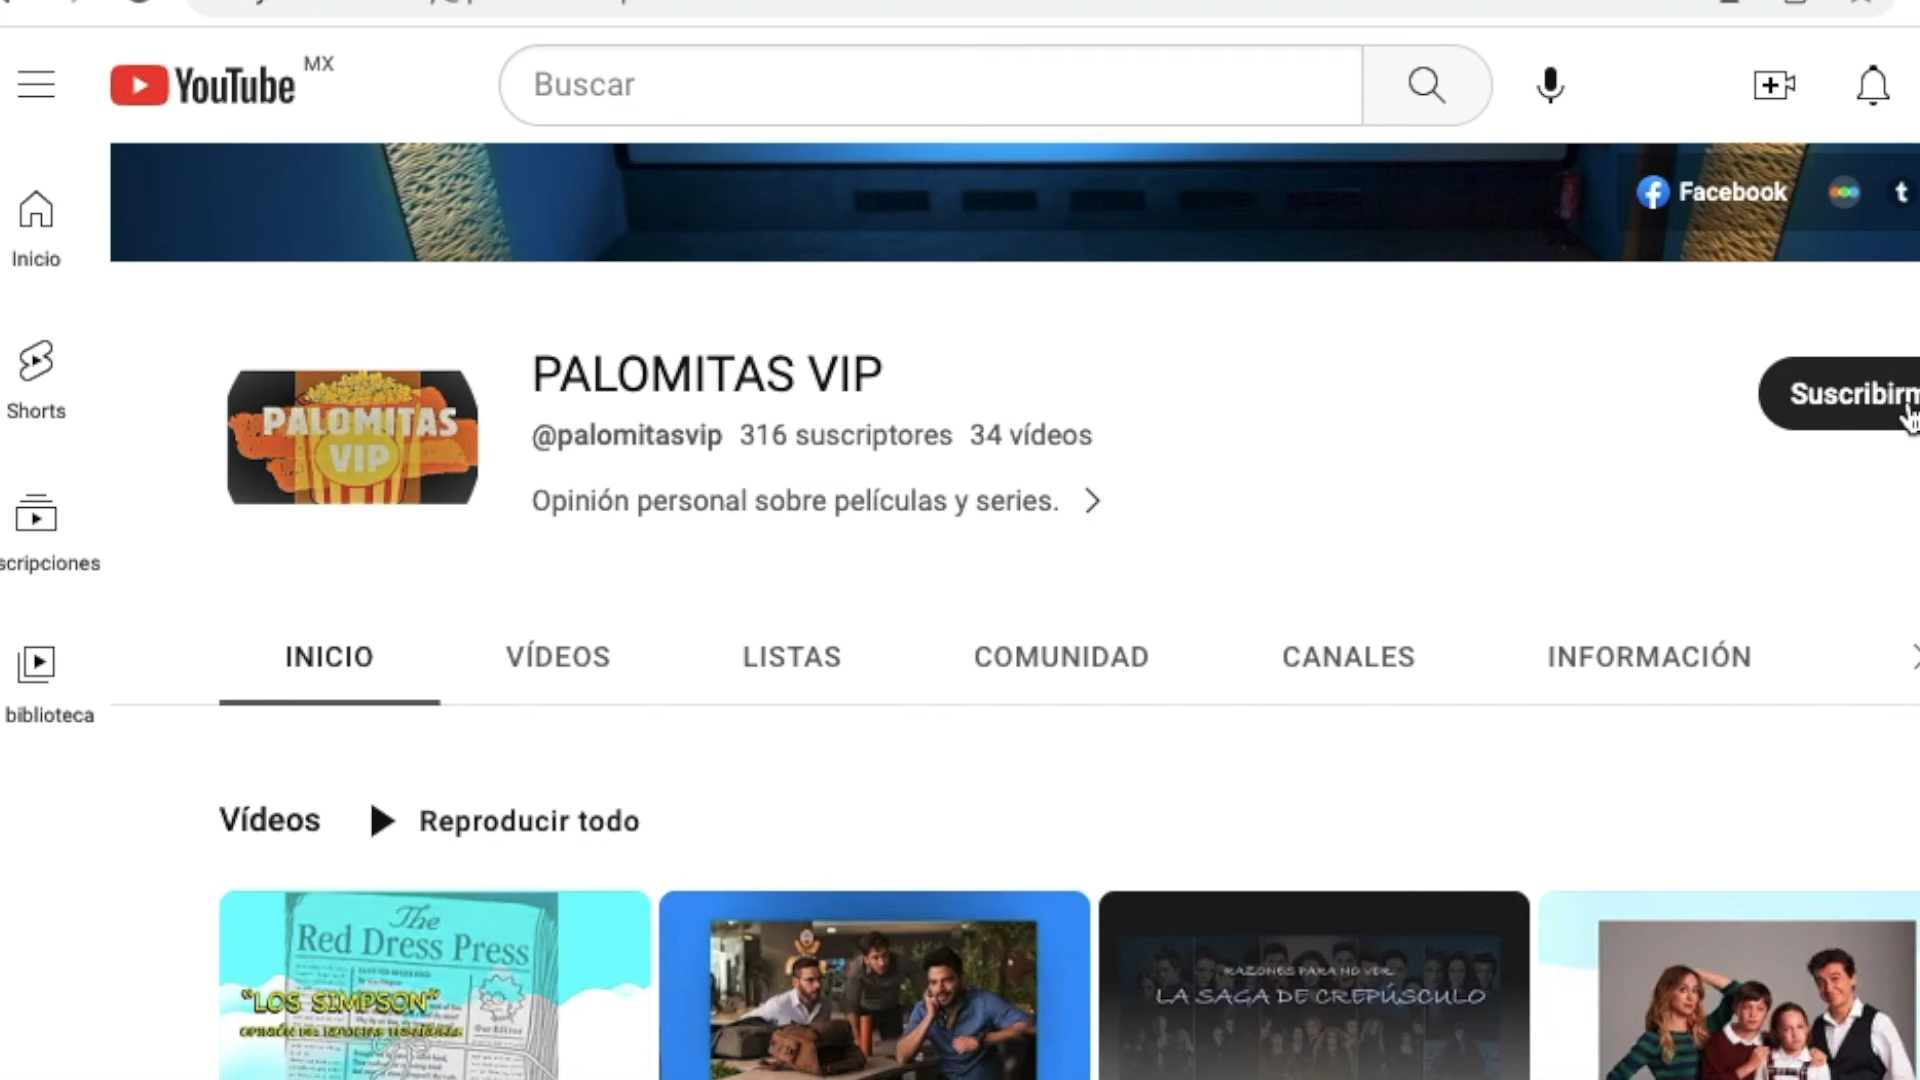 YouTube MX
Buscar
Facebook
t
Inicio
Shorts
scripciones
biblioteca
PALOMITAS
VIP
PALOMITAS VIP
@palomitasvip 316 suscriptores 34 vídeos
Opinión personal sobre películas y series.
Suscribirm
INICIO VÍDEOS LISTAS COMUNIDAD CANALES INFORMACIÓN
Vídeos Reproducir todo
The
Red Dress Press
"LOS SIMPSON"
RAZONES PARA NO VER:
LA SAGA DE CREPÚSCULO